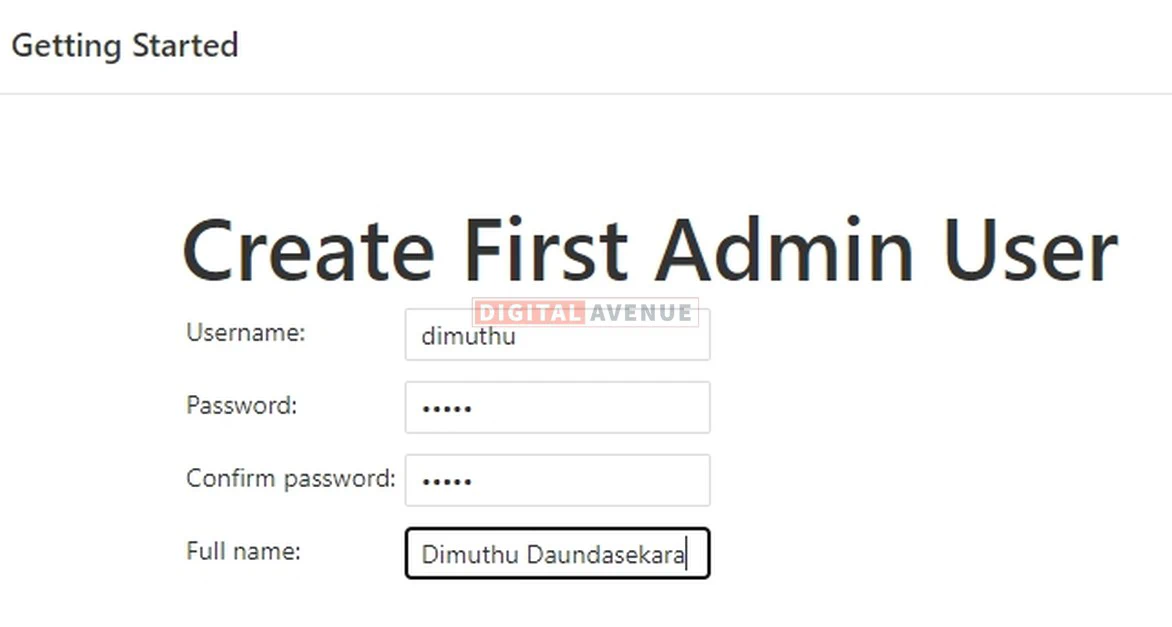 Getting Started
Create First Admin User
DIGITAL AVENUE
Username: dimuthu
Password: •••••
Confirm password: •••••
Full name: Dimuthu Daundasekara